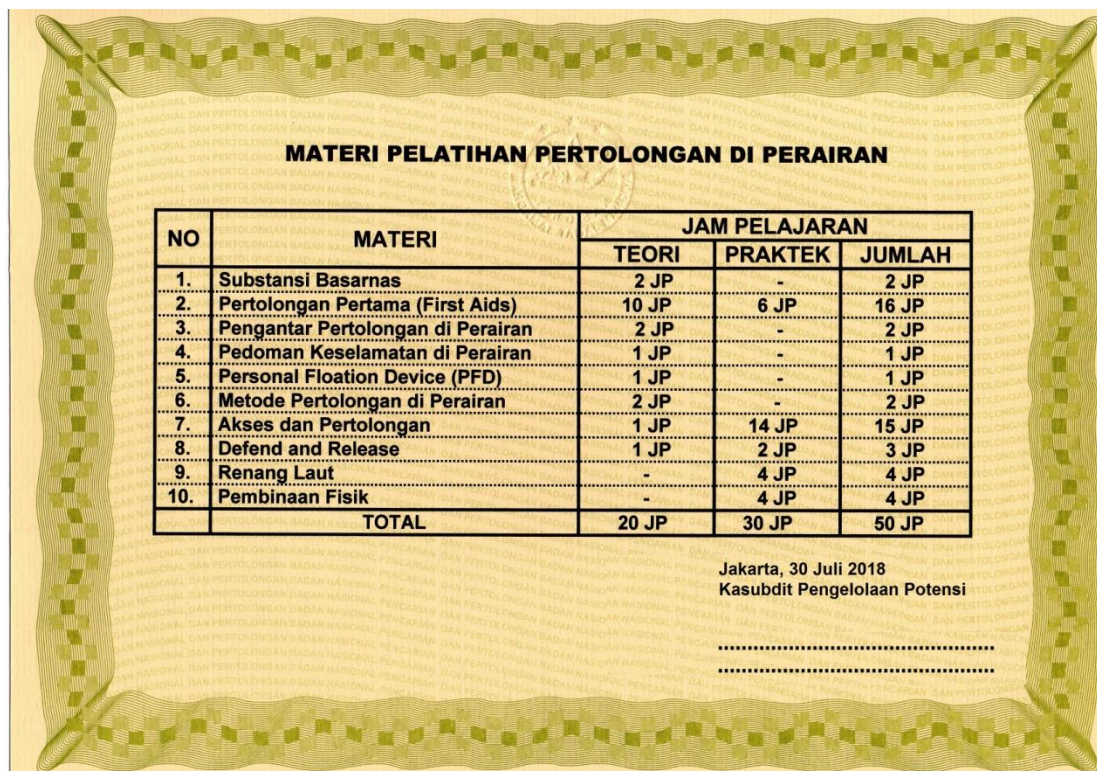 MATERI PELATIHAN PERTOLONGAN DI PERAIRAN
NO MATERI JAM PELAJARAN
TEORI PRAKTEK JUMLAH
1. Substansi Basarnas 2 JP - 2 JP
2. Pertolongan Pertama (First Aids) 10 JP 6 JP 16 JP
3. Pengantar Pertolongan di Perairan 2 JP - 2 JP
4. Pedoman Keselamatan di Perairan 1 JP - 1 JP
5. Personal Floation Device (PFD) 1 JP - 1 JP
6. Metode Pertolongan di Perairan 2 JP - 2 JP
7. Akses dan Pertolongan 1 JP 14 JP 15 JP
8. Defend and Release 1 JP 2 JP 3 JP
9. Renang Laut - 4 JP 4 JP
10. Pembinaan Fisik - 4 JP 4 JP
TOTAL 20 JP 30 JP 50 JP
Jakarta, 30 Juli 2018
Kasubdit Pengelolaan Potensi